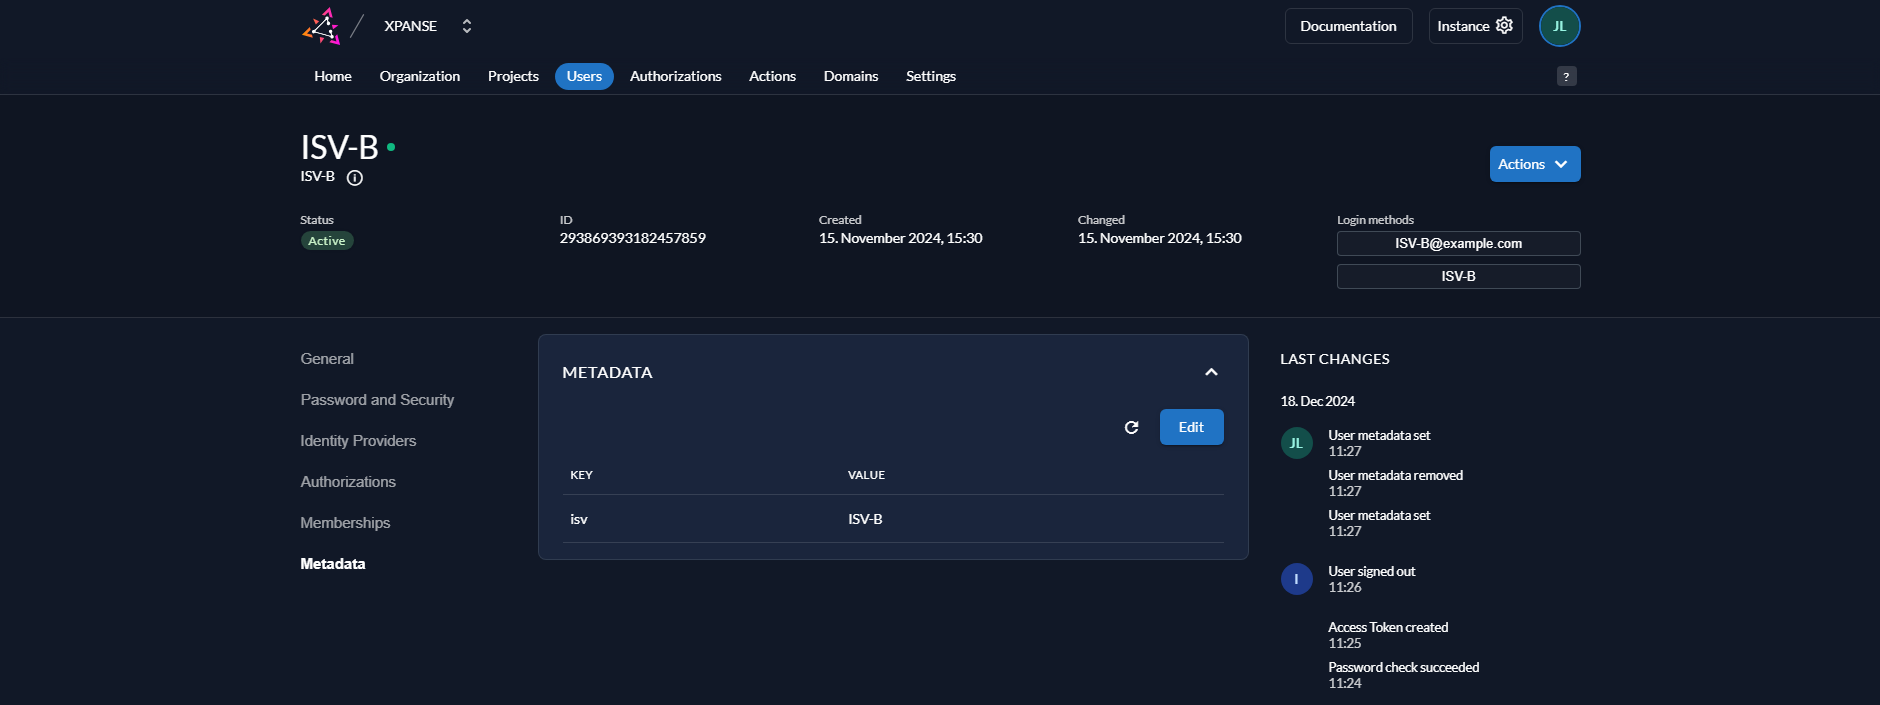 XPANSE
Documentation
Instance
JL
Home
Organization
Projects
Users
Authorizations
Actions
Domains
Settings
?
ISV-B
ISV-B
Actions
Status
Active
ID
293869393182457859
Created
15. November 2024, 15:30
Changed
15. November 2024, 15:30
Login methods
ISV-B@example.com
ISV-B
General
Password and Security
Identity Providers
Authorizations
Memberships
Metadata
METADATA
Edit
KEY VALUE
isv ISV-B
LAST CHANGES
18. Dec 2024
JL
User metadata set
11:27
User metadata removed
11:27
User metadata set
11:27
I
User signed out
11:26
Access Token created
11:25
Password check succeeded
11:24